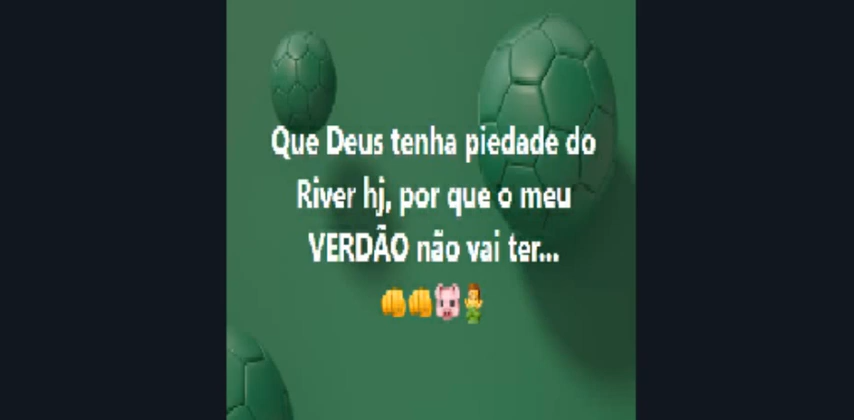 Que Deus tenha piedade do
River hj, por que o meu
VERDÃO não vai ter...
👊👊🐷🧜‍♀️